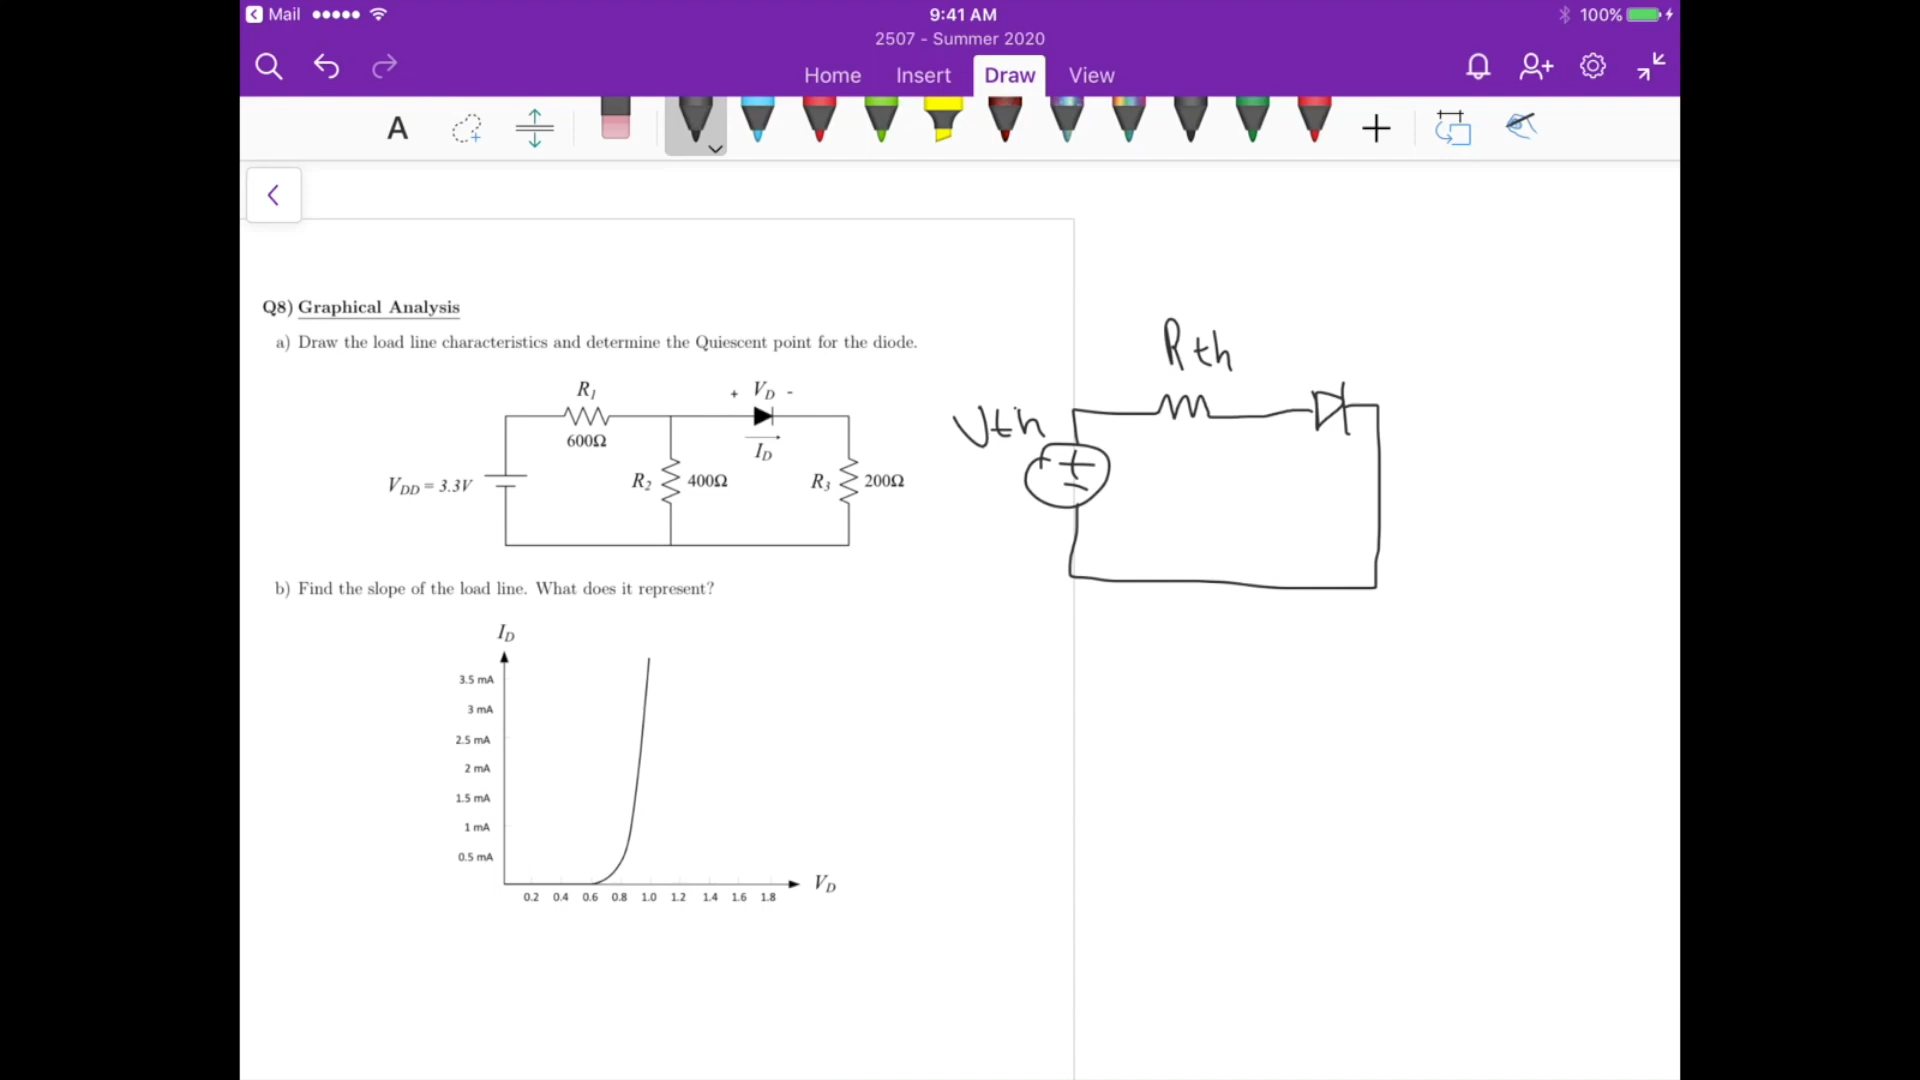 Mail
9:41 AM
100%
2507 - Summer 2020
Home Insert Draw View
A
Q8) Graphical Analysis
a) Draw the load line characteristics and determine the Quiescent point for the diode.
R1
600Ω
+ VD -
ID
VDD = 3.3V
R2 400Ω
R3 200Ω
Rth
Vth
+
-
b) Find the slope of the load line. What does it represent?
ID
3.5 mA
3 mA
2.5 mA
2 mA
1.5 mA
1 mA
0.5 mA
VD
0.2 0.4 0.6 0.8 1.0 1.2 1.4 1.6 1.8